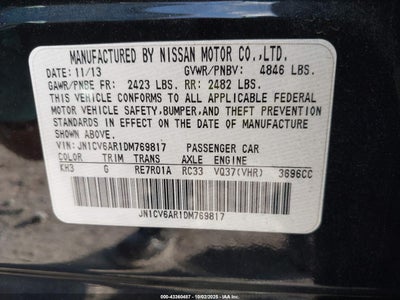 MANUFACTURED BY NISSAN MOTOR CO.,LTD.
DATE: 11/13 GVWR/PNBV: 4846 LBS.
GAWR/PNBE FR: 2423 LBS. RR: 2482 LBS.
THIS VEHICLE CONFORMS TO ALL APPLICABLE FEDERAL
MOTOR VEHICLE SAFETY,BUMPER,AND THEFT PREVENTION
STANDARDS IN EFFECT ON THE DATE OF MANUFACTURE
SHOWN ABOVE.
VIN: JN1CV6AR1DM769817 PASSENGER CAR
COLOR TRIM TRANS AXLE ENGINE
KH3 G RE7R01A RC33 VQ37(VHR) 3696CC
JN1CV6AR1DM769817
000-43360487 - 10/02/2025 - © IAA, Inc.